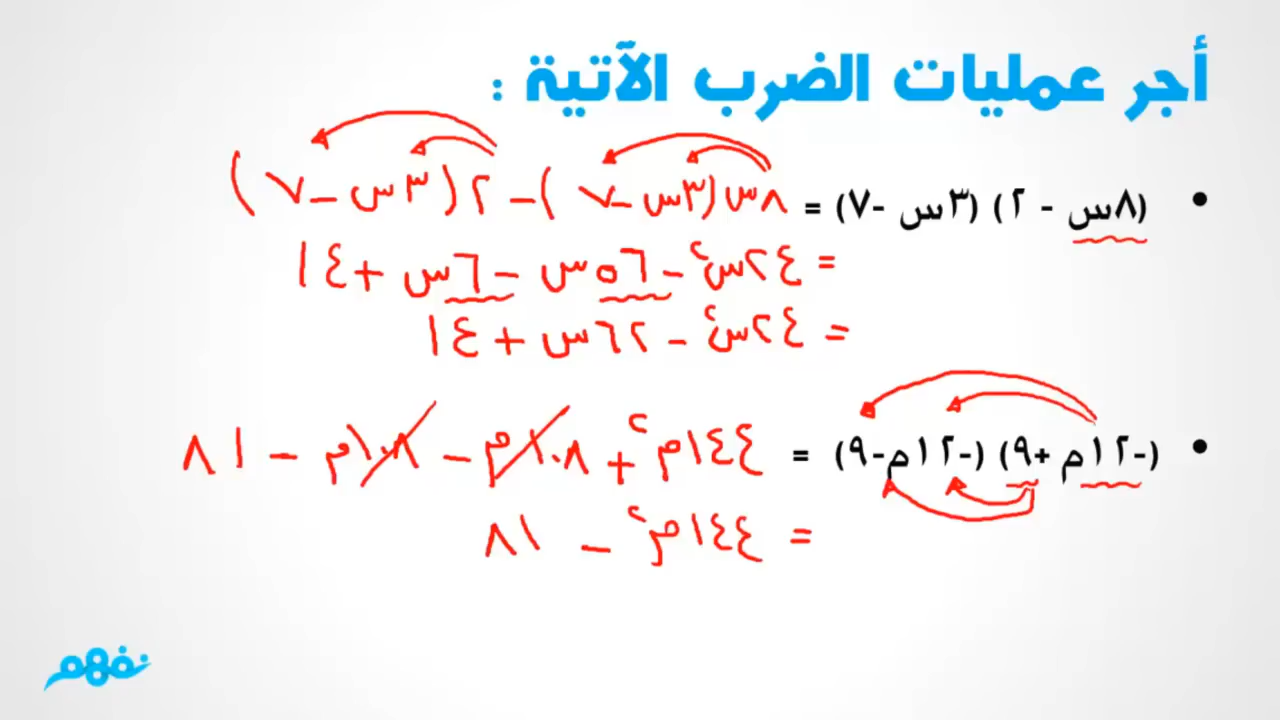 أجر عمليات الضرب الآتية :
• (٨س - ٢) (٣س -٧) = ٨س(٣س-٧) - ٢(٣س-٧)
= ٢٤س٢ - ٥٦س - ٦س + ١٤
= ٢٤س٢ - ٦٢س + ١٤
• (-١٢م +٩) (-١٢م-٩) = ١٤٤م٢ + ١٠٨م - ١٠٨م - ٨١
= ١٤٤م٢ - ٨١
نفهم